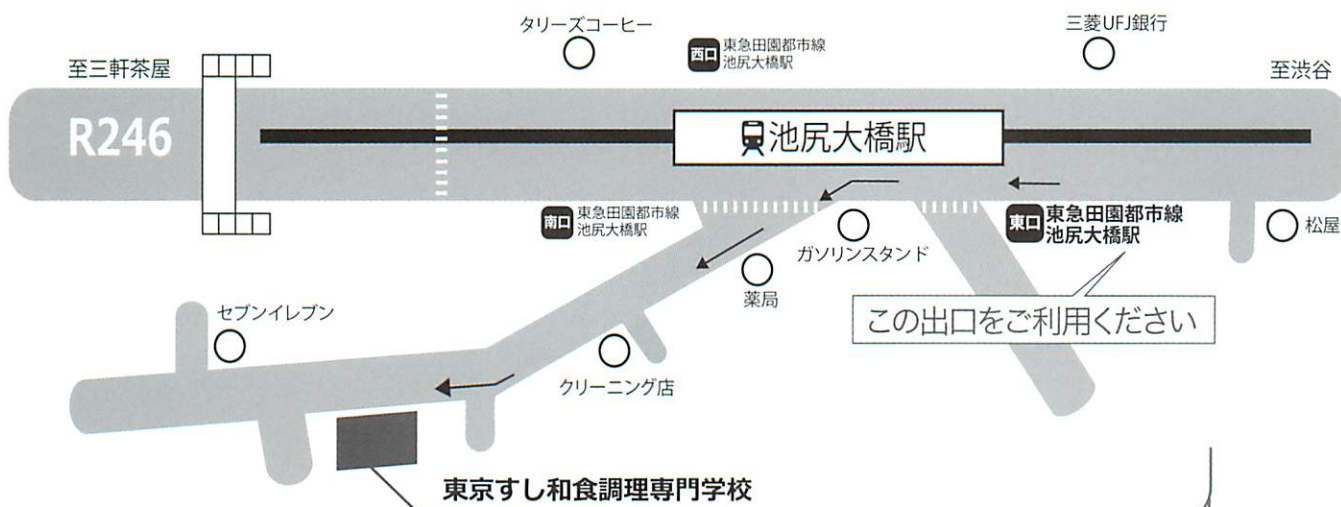 タリーズコーヒー
三菱UFJ銀行
西口
東急田園都市線
池尻大橋駅
至三軒茶屋
至渋谷
R246
池尻大橋駅
南口
東急田園都市線
池尻大橋駅
東口
東急田園都市線
池尻大橋駅
松屋
ガソリンスタンド
薬局
この出口をご利用ください
セブンイレブン
クリーニング店
東京すし和食調理専門学校